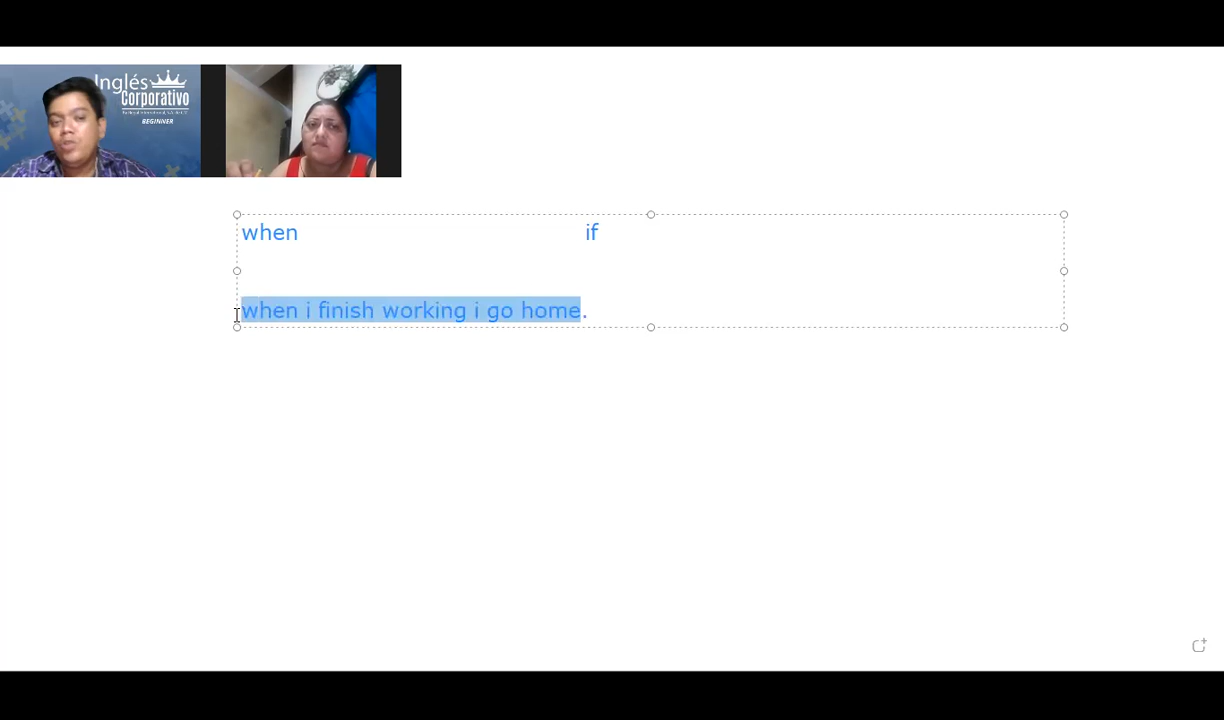 Inglés
Corporativo
BEGINNER
when if
when i finish working i go home.